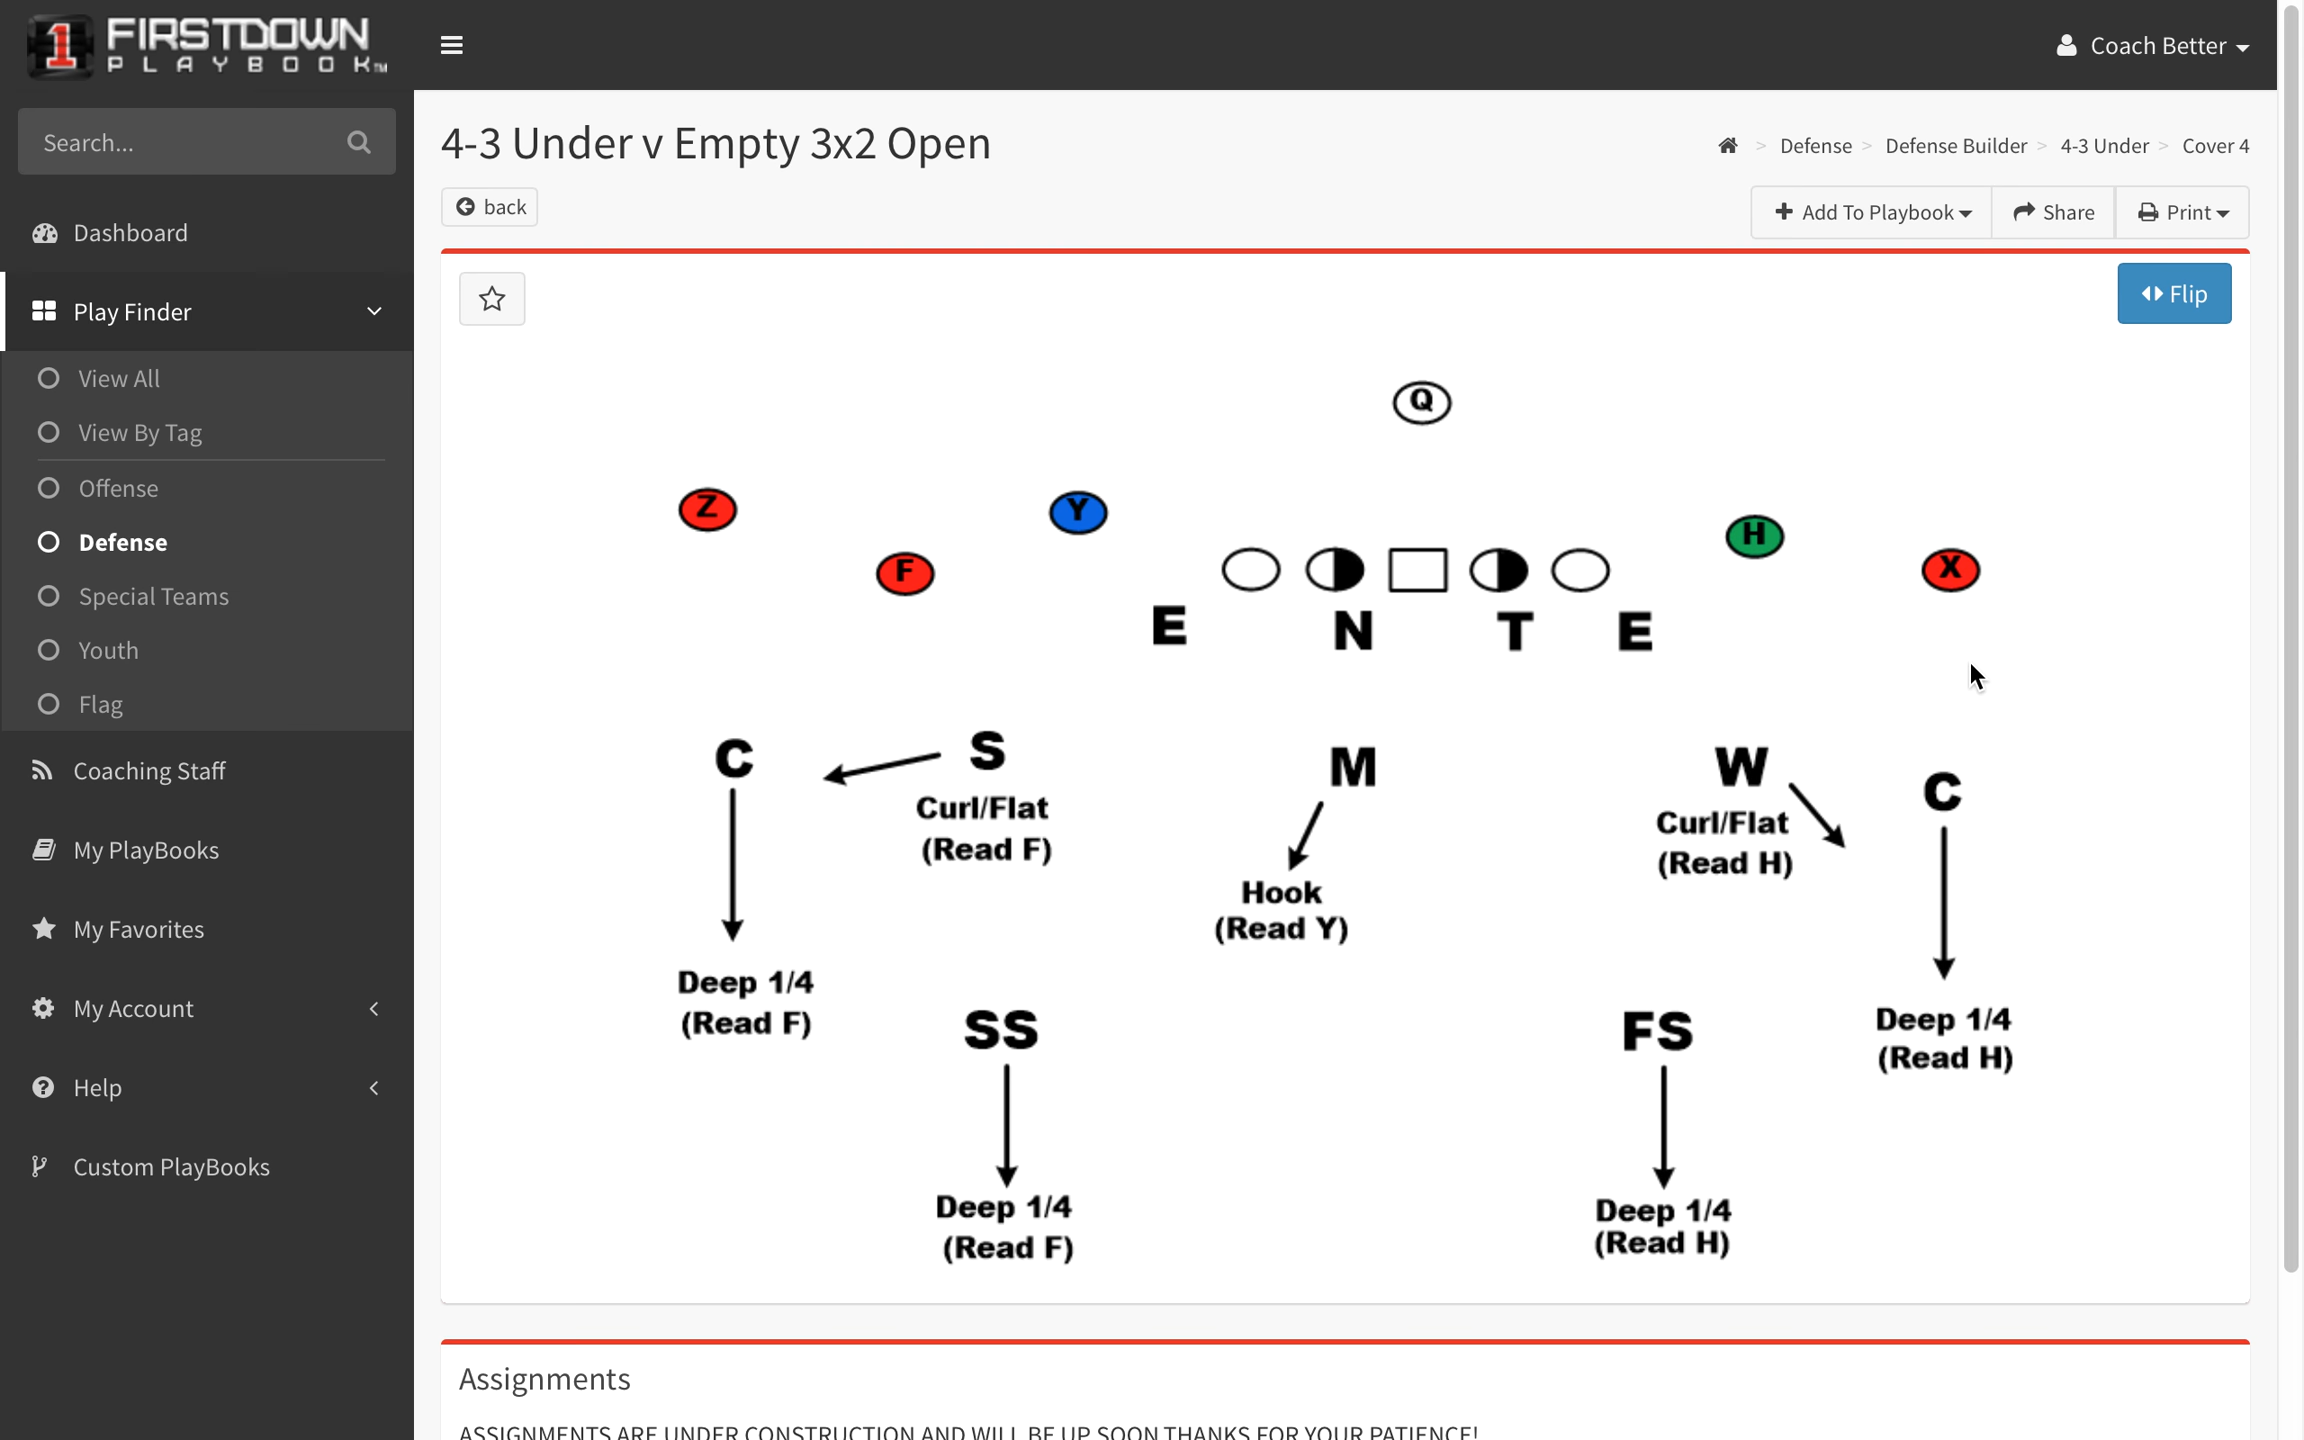 1 FIRSTDOWN
PLAYBOOK TM
Coach Better
Search...
Dashboard
Play Finder
View All
View By Tag
Offense
Defense
Special Teams
Youth
Flag
Coaching Staff
My PlayBooks
My Favorites
My Account
Help
Custom PlayBooks
4-3 Under v Empty 3x2 Open
> Defense > Defense Builder > 4-3 Under > Cover 4
back
Add To Playbook
Share
Print
Flip
Q
Z
Y
H
F
X
E N T E
C
S
Curl/Flat
(Read F)
M
Hook
(Read Y)
W
Curl/Flat
(Read H)
C
Deep 1/4
(Read F)
SS
Deep 1/4
(Read F)
FS
Deep 1/4
(Read H)
Deep 1/4
(Read H)
Assignments
ASSIGNMENTS ARE UNDER CONSTRUCTION AND WILL BE UP SOON THANKS FOR YOUR PATIENCE!